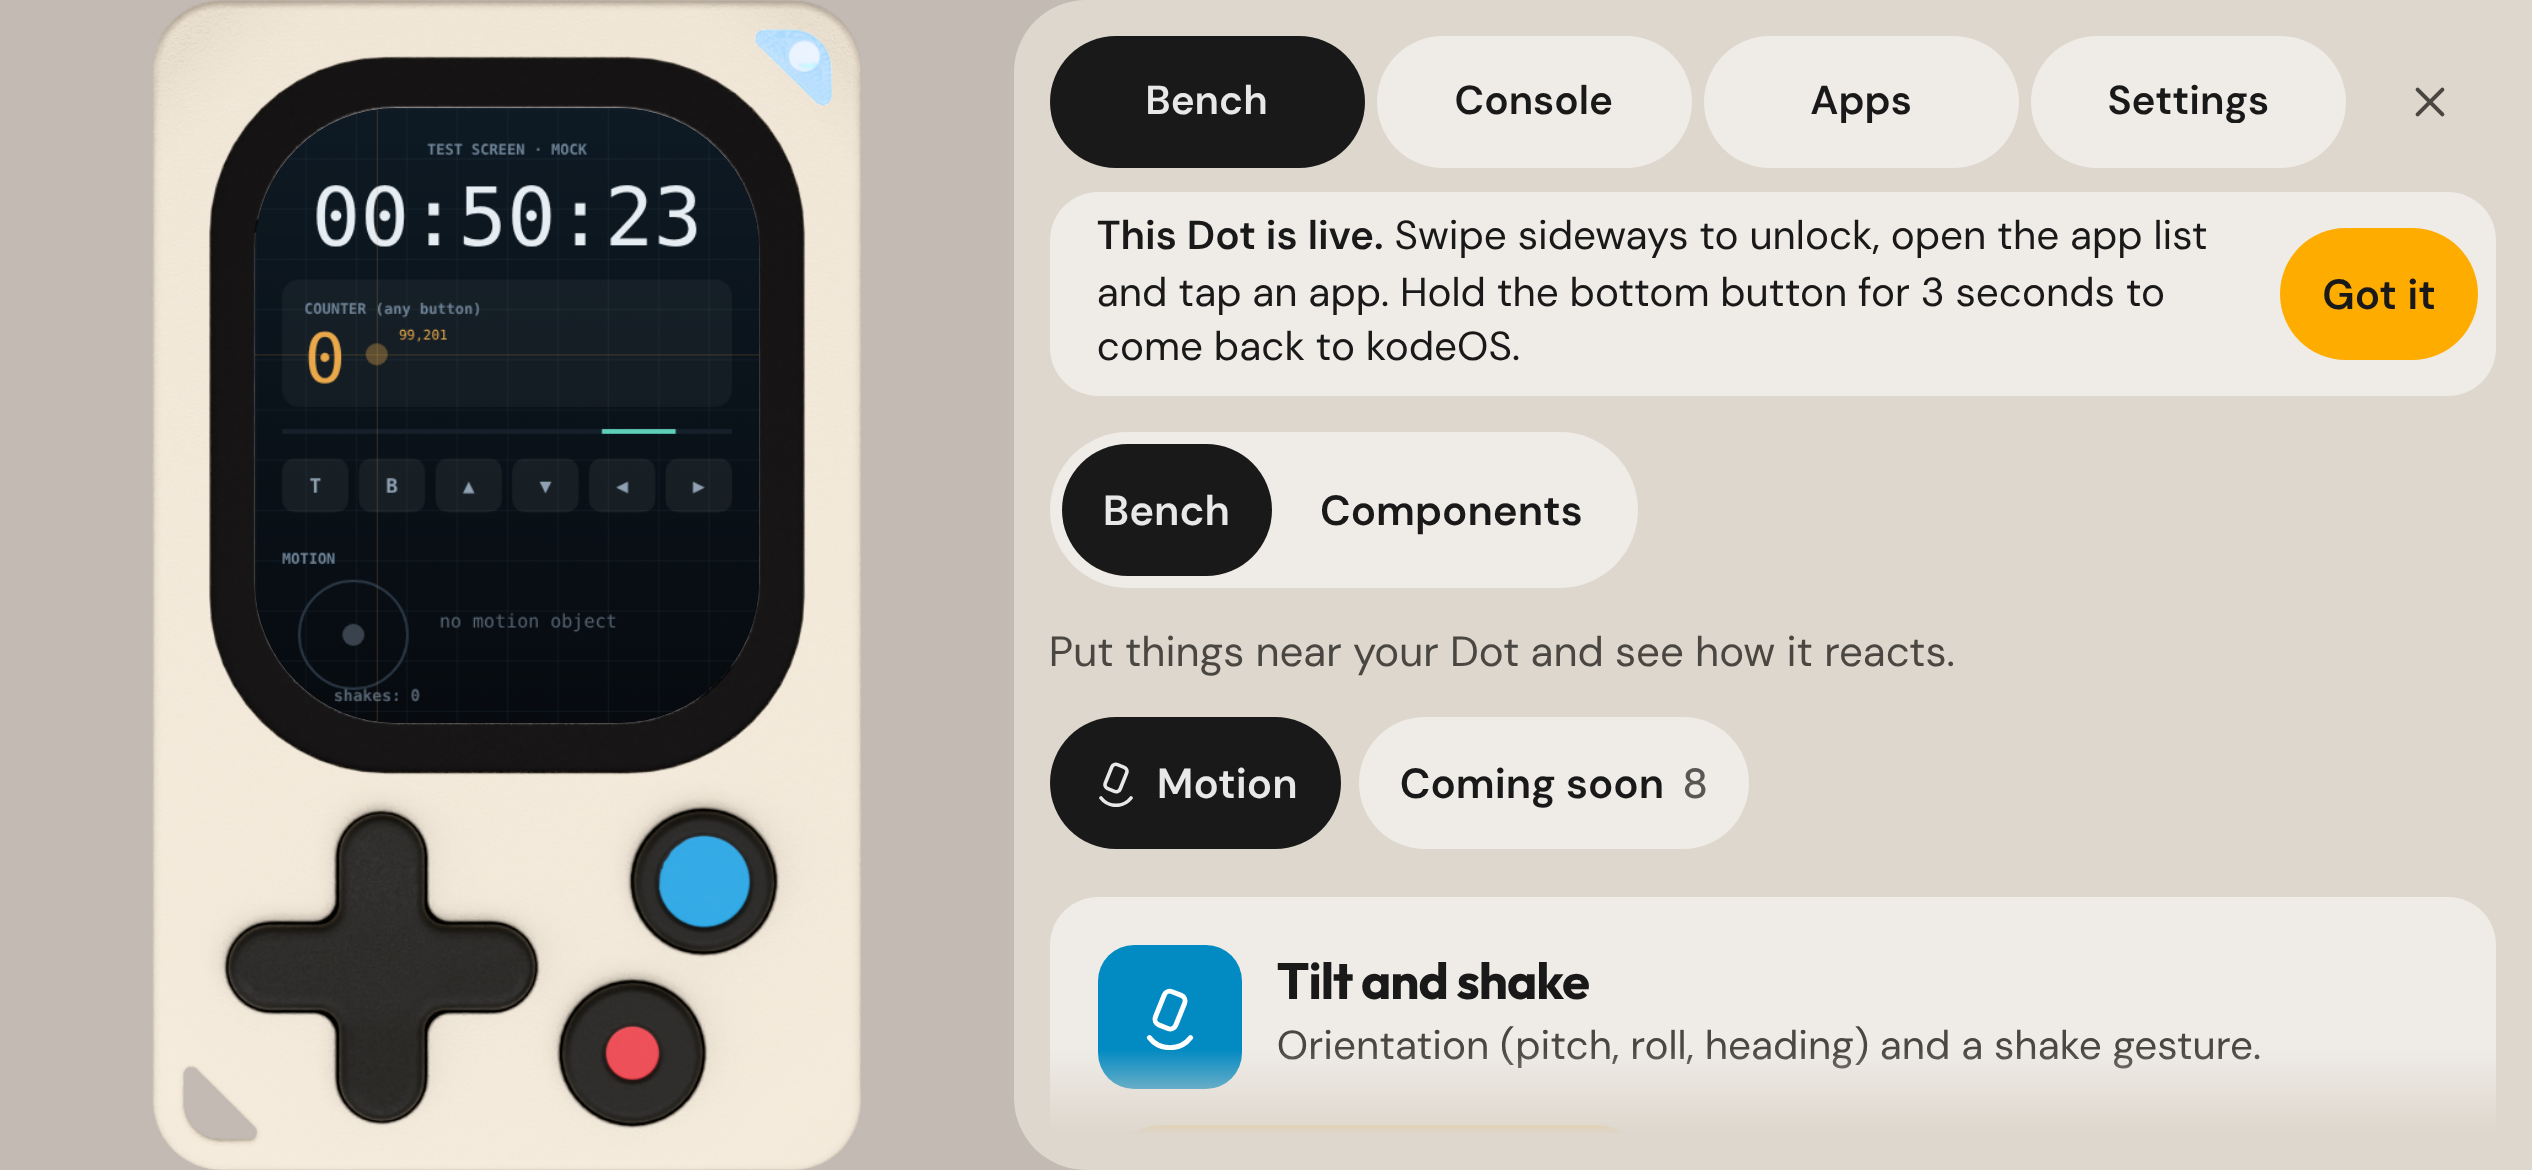 TEST SCREEN · MOCK
00:50:23
COUNTER (any button)
99,201
0
T B ▲ ▼ ◀ ▶
MOTION
no motion object
shakes: 0
Bench
Console
Apps
Settings
This Dot is live. Swipe sideways to unlock, open the app list
and tap an app. Hold the bottom button for 3 seconds to
come back to kodeOS.
Got it
Bench
Components
Put things near your Dot and see how it reacts.
Motion
Coming soon 8
Tilt and shake
Orientation (pitch, roll, heading) and a shake gesture.